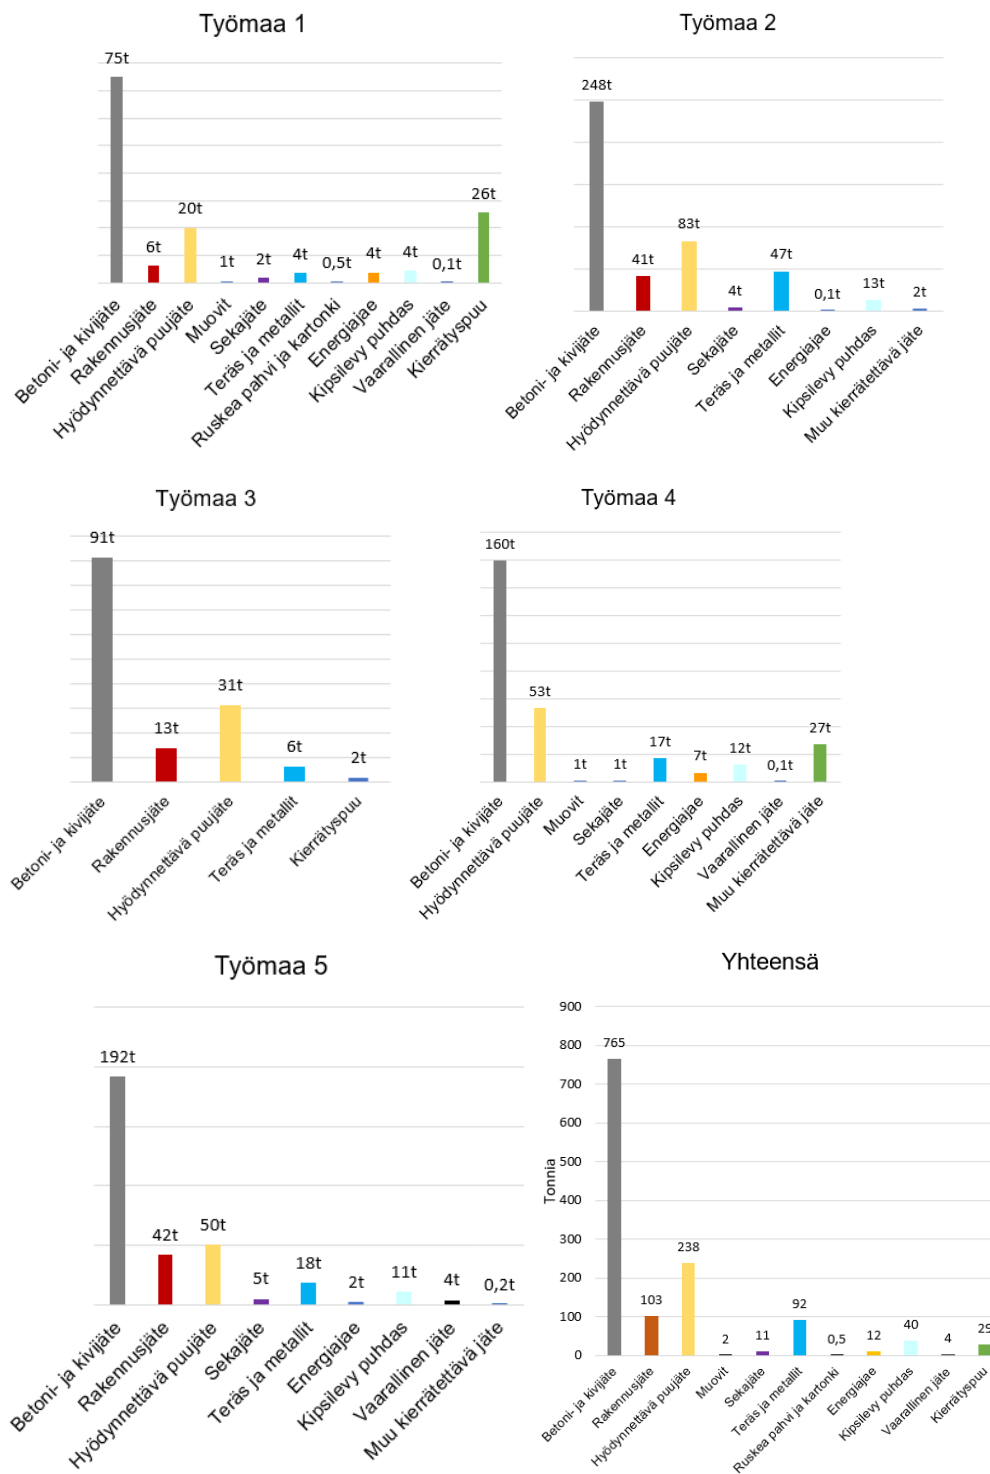 Työmaa 1
75t
6t
20t
1t
2t
4t
0,5t
4t
4t
0,1t
26t
Betoni- ja kivijäte
Rakennusjäte
Hyödynnettävä puujäte
Muovit
Sekajäte
Teräs ja metallit
Ruskea pahvi ja kartonki
Energiajae
Kipsilevy puhdas
Vaarallinen jäte
Kierrätyspuu
Työmaa 2
248t
41t
83t
4t
47t
0,1t
13t
2t
Betoni- ja kivijäte
Rakennusjäte
Hyödynnettävä puujäte
Sekajäte
Teräs ja metallit
Energiajae
Kipsilevy puhdas
Muu kierrätettävä jäte
Työmaa 3
91t
13t
31t
6t
2t
Betoni- ja kivijäte
Rakennusjäte
Hyödynnettävä puujäte
Teräs ja metallit
Kierrätyspuu
Työmaa 4
160t
53t
1t
1t
17t
7t
12t
0,1t
27t
Betoni- ja kivijäte
Hyödynnettävä puujäte
Muovit
Sekajäte
Teräs ja metallit
Energiajae
Kipsilevy puhdas
Vaarallinen jäte
Muu kierrätettävä jäte
Työmaa 5
192t
42t
50t
5t
18t
2t
11t
4t
0,2t
Betoni- ja kivijäte
Rakennusjäte
Hyödynnettävä puujäte
Sekajäte
Teräs ja metallit
Energiajae
Kipsilevy puhdas
Vaarallinen jäte
Muu kierrätettävä jäte
Yhteensä
Tonnia
900
800
700
600
500
400
300
200
100
0
765
103
238
2
11
92
0,5
12
40
4
29
Betoni- ja kivijäte
Rakennusjäte
Hyödynnettävä puujäte
Muovit
Sekajäte
Teräs ja metallit
Ruskea pahvi ja kartonki
Energiajae
Kipsilevy puhdas
Vaarallinen jäte
Kierrätyspuu